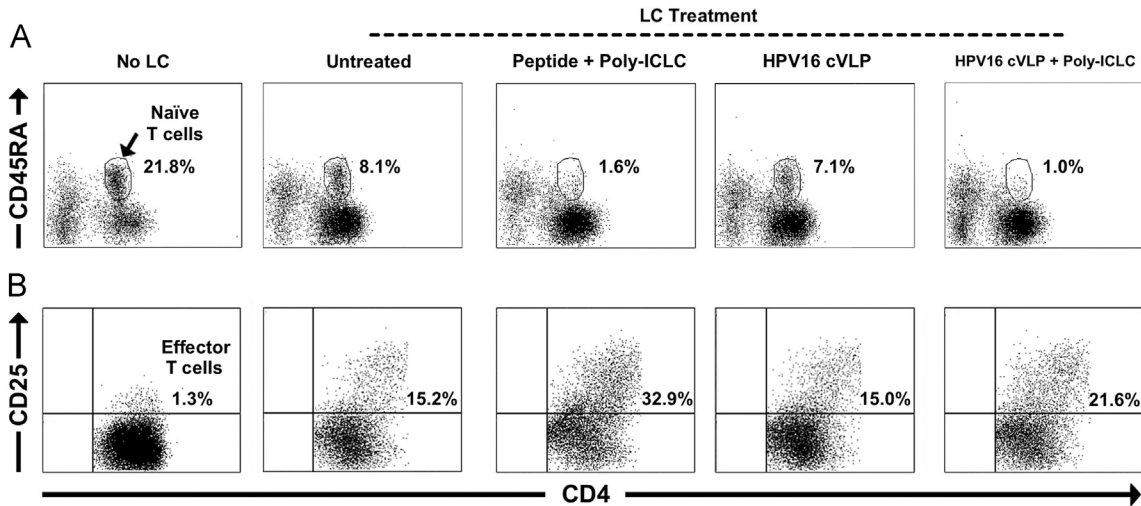 LC Treatment
A
No LC
Untreated
Peptide + Poly-ICLC
HPV16 cVLP
HPV16 cVLP + Poly-ICLC
CD45RA
Naïve
T cells
21.8%
8.1%
1.6%
7.1%
1.0%
B
CD25
Effector
T cells
1.3%
15.2%
32.9%
15.0%
21.6%
CD4